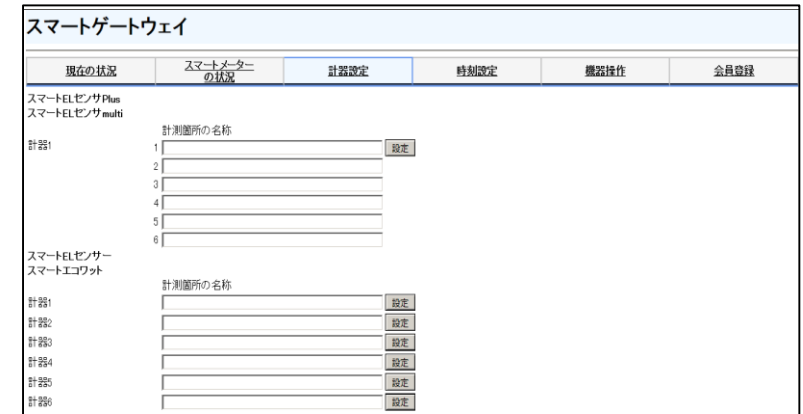 スマートゲートウェイ
現在の状況 スマートメーターの状況 計器設定 時刻設定 機器操作 会員登録
スマートELセンサPlus
スマートELセンサmulti
計測箇所の名称
計器1 1 設定
2
3
4
5
6
スマートELセンサー
スマートエコワット
計測箇所の名称
計器1 設定
計器2 設定
計器3 設定
計器4 設定
計器5 設定
計器6 設定